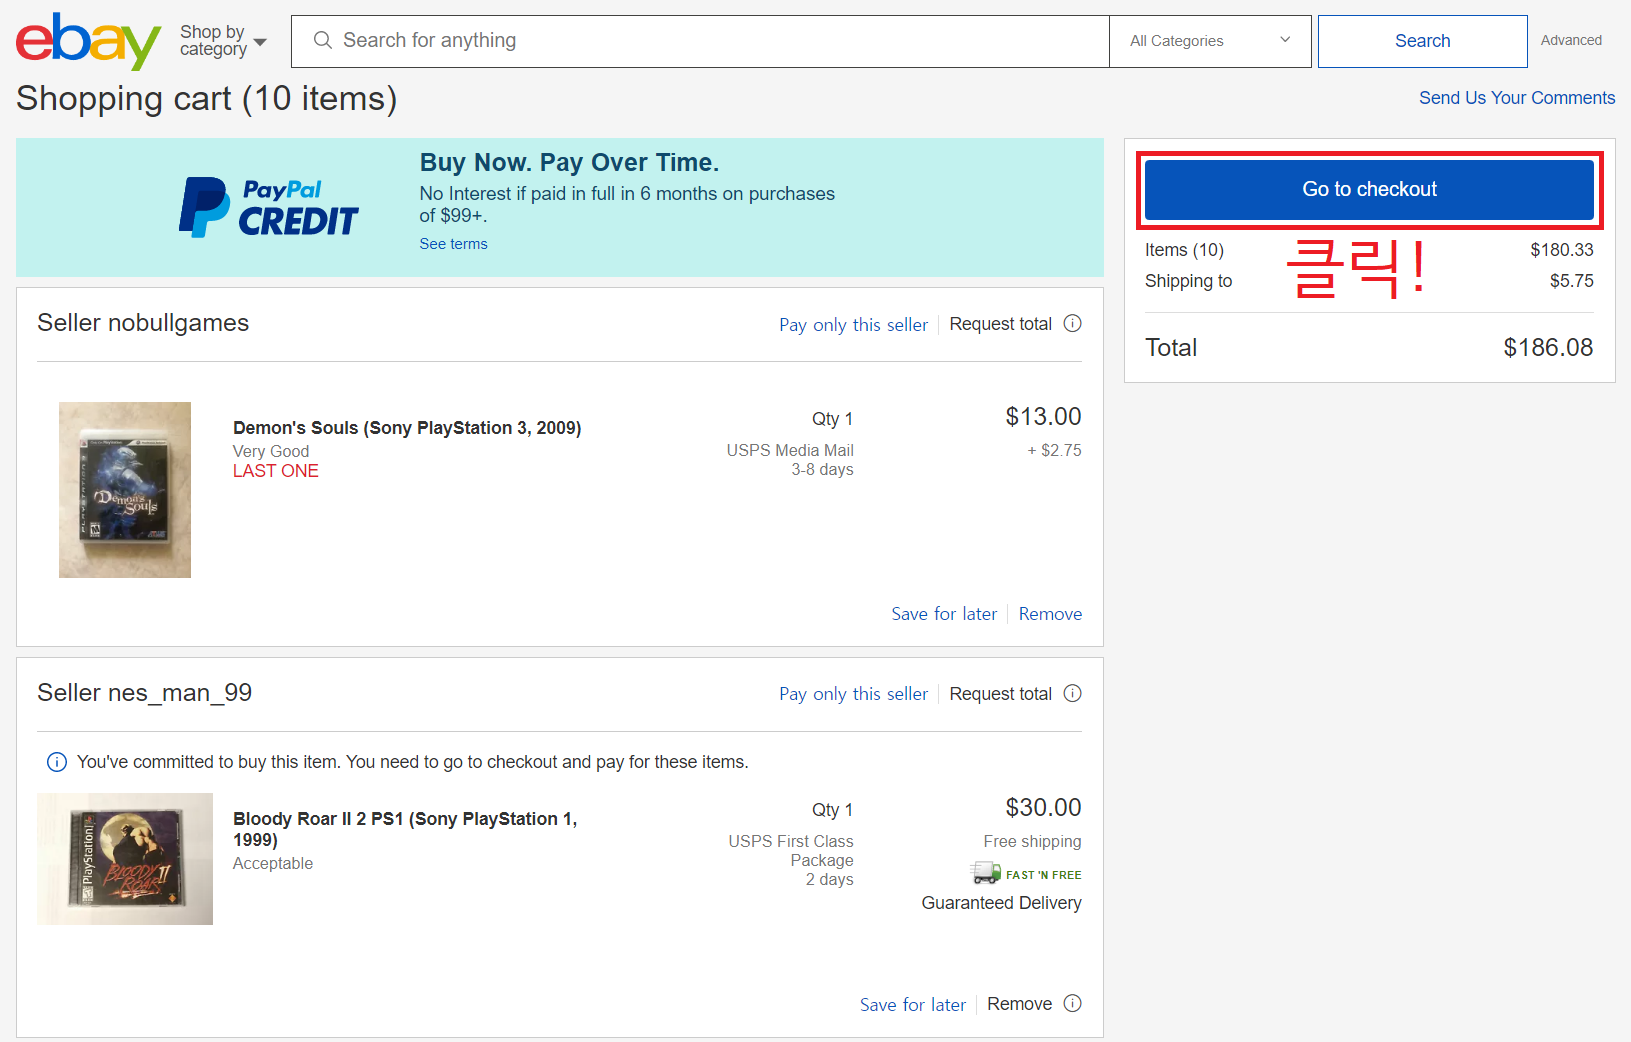 ebay
Shop by
category
Search for anything
All Categories
Search
Advanced
Shopping cart (10 items)
Send Us Your Comments
PayPal
CREDIT
Buy Now. Pay Over Time.
No Interest if paid in full in 6 months on purchases
of $99+.
See terms
Go to checkout
Items (10) $180.33
클릭!
Shipping to $5.75
Total $186.08
Seller nobullgames
Pay only this seller Request total
Demon's Souls
Demon's Souls (Sony PlayStation 3, 2009)
Very Good
LAST ONE
Qty 1
USPS Media Mail
3-8 days
$13.00
+ $2.75
Save for later Remove
Seller nes_man_99
Pay only this seller Request total
You've committed to buy this item. You need to go to checkout and pay for these items.
PlayStation
BLOODY
ROAR II
Bloody Roar II 2 PS1 (Sony PlayStation 1,
1999)
Acceptable
Qty 1
USPS First Class
Package
2 days
$30.00
Free shipping
FAST 'N FREE
Guaranteed Delivery
Save for later Remove